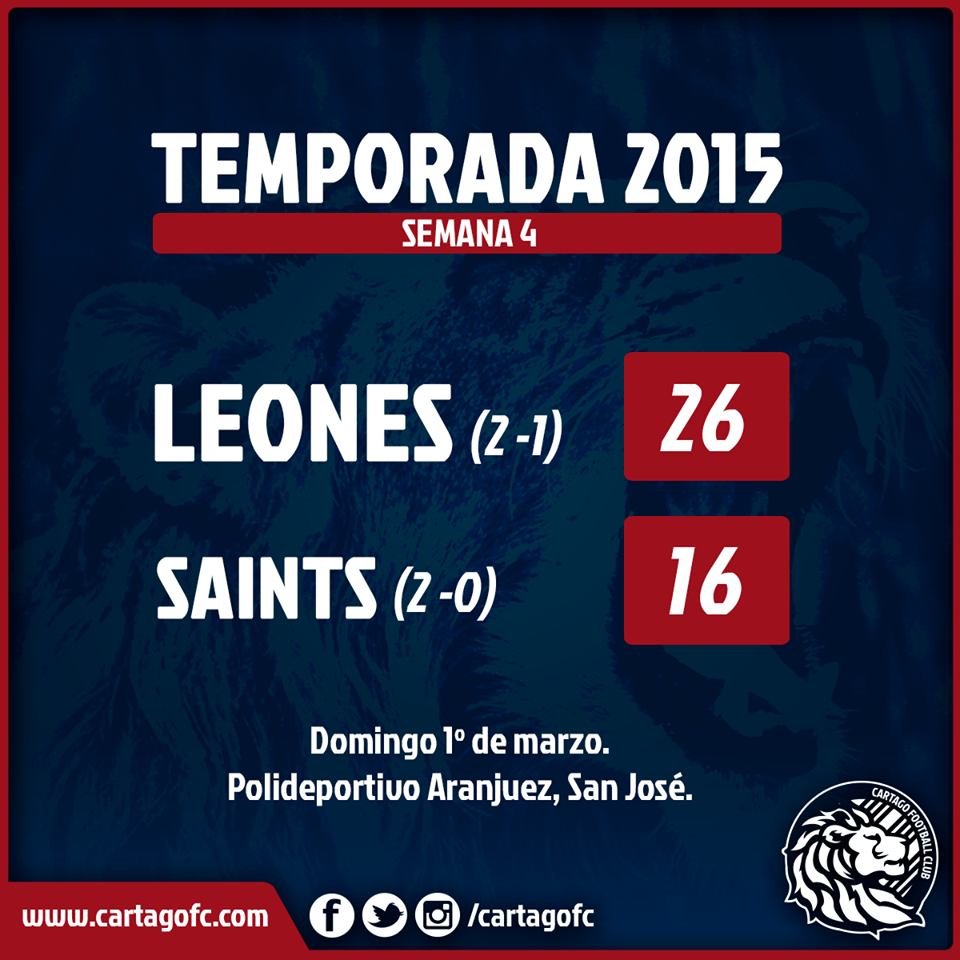 TEMPORADA 2015
SEMANA 4
LEONES (2 -1) 26
SAINTS (2 -0) 16
Domingo 1º de marzo.
Polideportivo Aranjuez, San José.
CARTAGO FOOTBALL CLUB
www.cartagofc.com /cartagofc